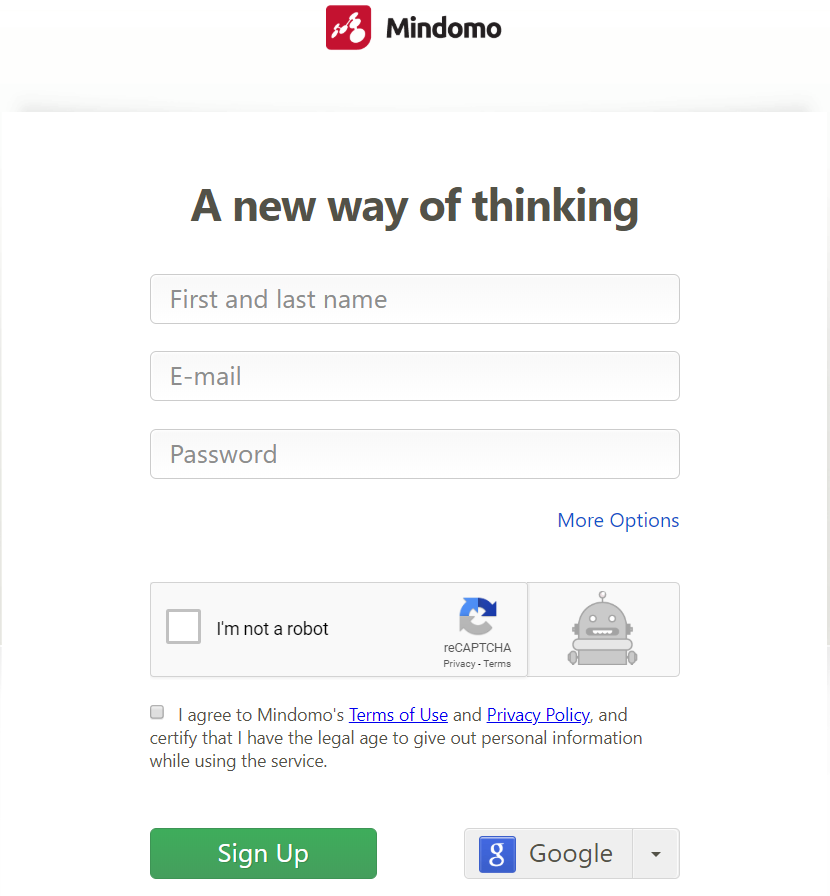 Mindomo
A new way of thinking
First and last name
E-mail
Password
More Options
I'm not a robot
reCAPTCHA
Privacy - Terms
I agree to Mindomo's Terms of Use and Privacy Policy, and
certify that I have the legal age to give out personal information
while using the service.
Sign Up
g Google